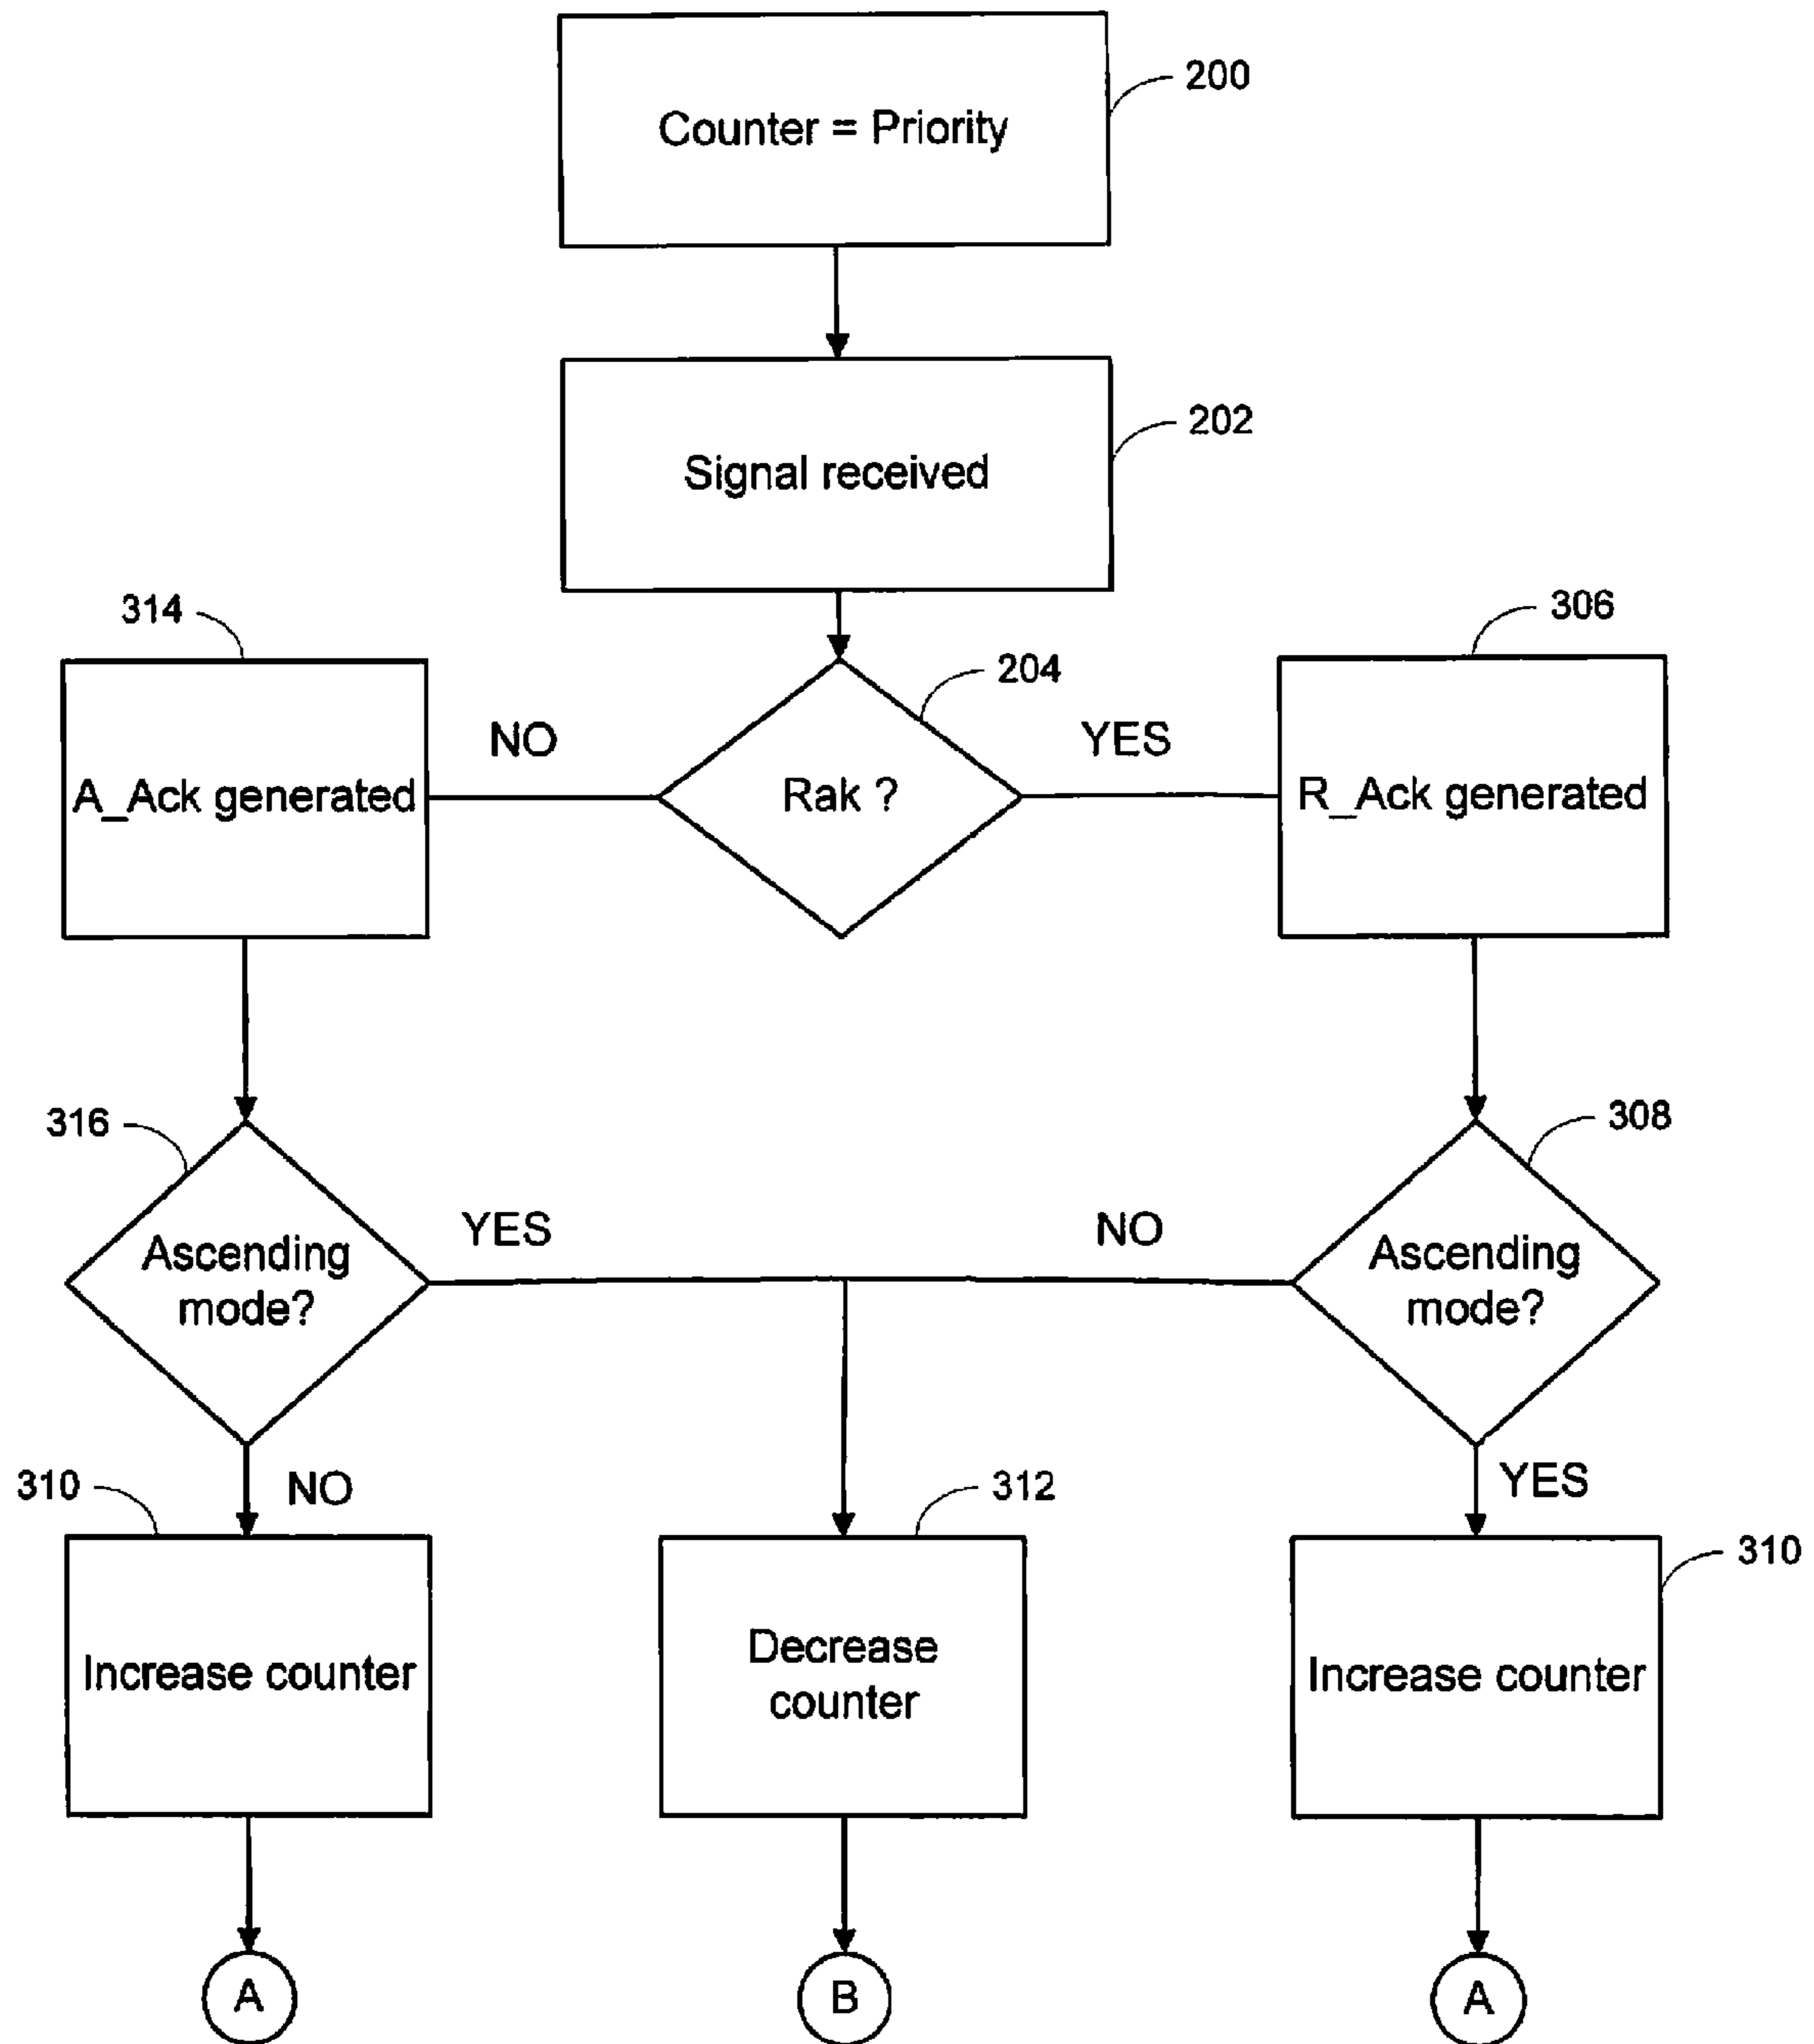 Counter = Priority
200
Signal received
202
314
306
204
NO
YES
A_Ack generated
Rak ?
R_Ack generated
316
308
YES
NO
Ascending
mode?
Ascending
mode?
310
NO
312
YES
310
Increase counter
Decrease
counter
Increase counter
A
B
A